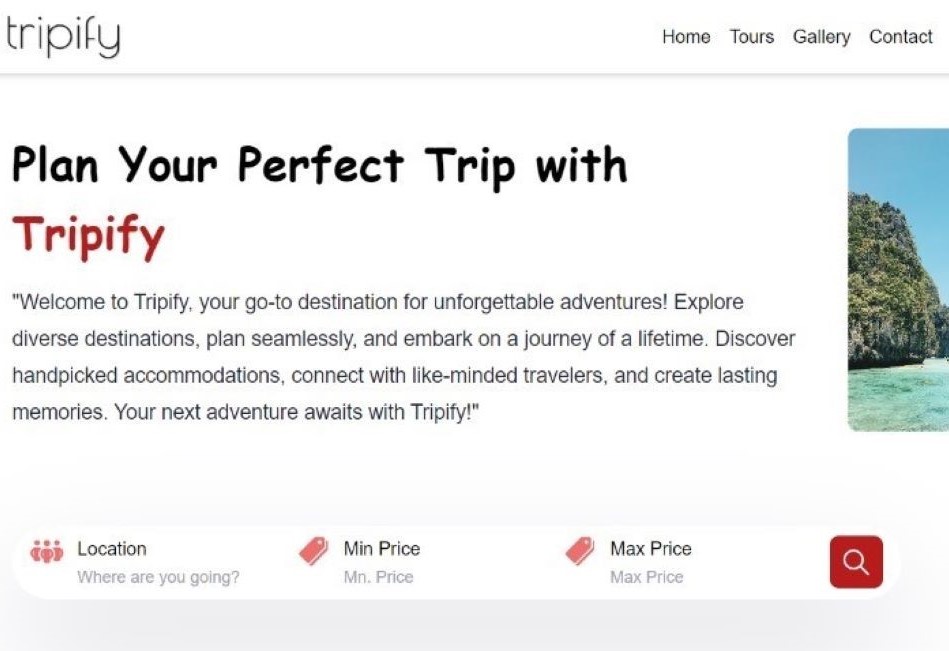 tripify
Home Tours Gallery Contact
Plan Your Perfect Trip with
Tripify
"Welcome to Tripify, your go-to destination for unforgettable adventures! Explore
diverse destinations, plan seamlessly, and embark on a journey of a lifetime. Discover
handpicked accommodations, connect with like-minded travelers, and create lasting
memories. Your next adventure awaits with Tripify!"
Location Min Price Max Price
Where are you going? Mn. Price Max Price